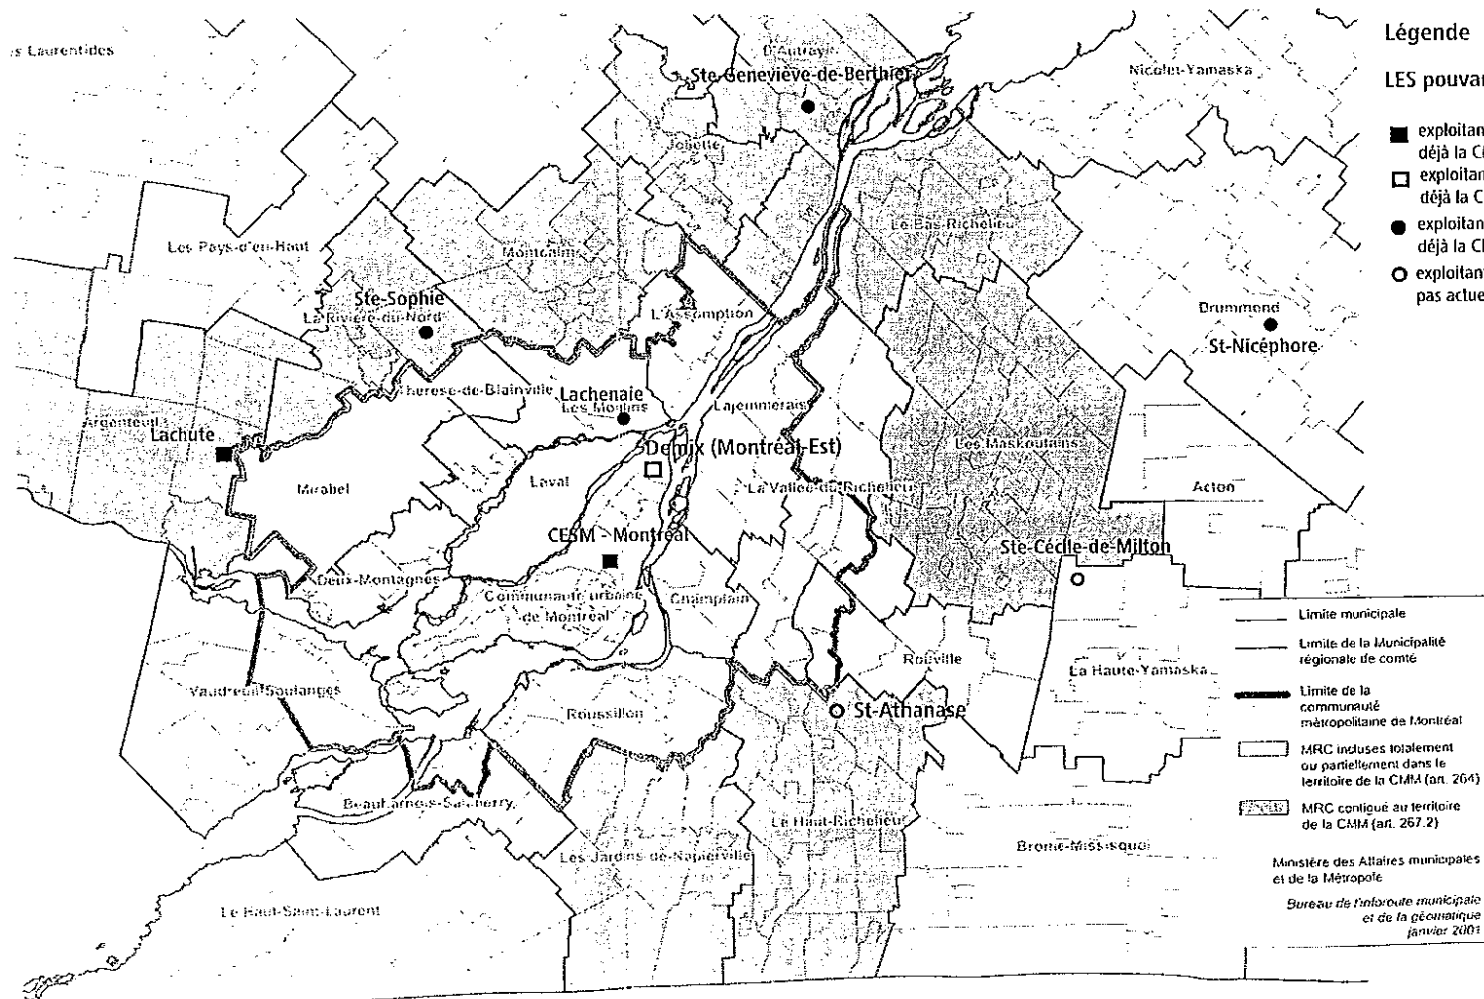 Légende
LES pouva
s Laurentides
D'Autray
Ste-Geneviève-de-Berthier
Nicolet-Yamaska
exploitan
déjà la C
exploitan
déjà la C
exploitan
déjà la C
exploitan
pas actue
Joliette
Le Bas-Richelieu
Les Pays-d'en-Haut
Montcalm
Ste-Sophie
La Rivière-du-Nord
L'Assomption
Drummond
St-Nicéphore
Thérèse-de-Blainville
Lachenaie
Les Moulins
Lajemmerais
Argenteuil
Lachute
Les Maskoutains
Demix (Montréal-Est)
Mirabel
Laval
La Vallée-du-Richelieu
Acton
CESM - Montréal
Ste-Cécile-de-Milton
Deux-Montagnes
Communauté urbaine
de Montréal
Champlain
Limite municipale
Limite de la Municipalité
régionale de comté
Rouville
La Haute-Yamaska
Vaudreuil-Soulanges
Roussillon
St-Athanase
Limite de la
communauté
métropolitaine de Montréal
MRC incluses totalement
ou partiellement dans le
territoire de la CMM (art. 264)
Beauharnois-Salaberry
Le Haut-Richelieu
MRC contiguë au territoire
de la CMM (art. 267.2)
Les Jardins-de-Napierville
Brome-Missisquoi
Ministère des Affaires municipales
et de la Métropole
Le Haut-Saint-Laurent
Bureau de l'inforoute municipale
et de la géomatique
janvier 2001